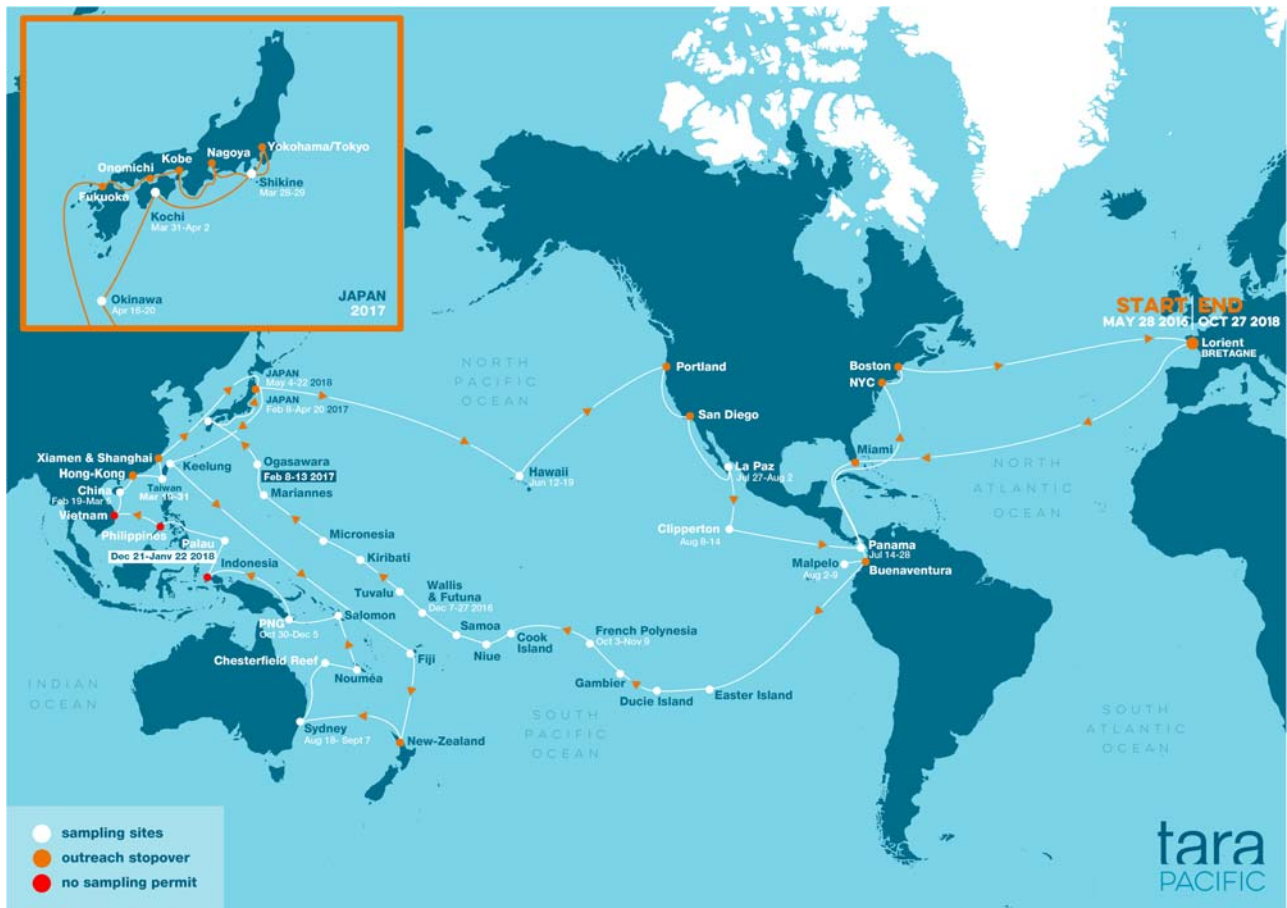 Yokohama/Tokyo
Nagoya
Kobe
Onomichi
Fukuoka
Shikine
Mar 28-29
Kochi
Mar 31-Apr 2
Okinawa
Apr 16-20
JAPAN
2017
START
MAY 28 2016
END
OCT 27 2018
Lorient
BRETAGNE
NORTH
PACIFIC
OCEAN
Portland
Boston
NYC
JAPAN
May 4-22 2018
JAPAN
Feb 8-Apr 20 2017
San Diego
Miami
Xiamen & Shanghai
Keelung
Hong-Kong
Taiwan
Mar 10-31
China
Feb 19-Mar 5
Vietnam
Philippines
Palau
Dec 21-Janv 22 2018
Indonesia
Ogasawara
Feb 8-13 2017
Mariannes
Hawaii
Jun 12-19
La Paz
Jul 27-Aug 2
NORTH
ATLANTIC
OCEAN
Clipperton
Aug 8-14
Panama
Jul 14-28
Malpelo
Aug 2-9
Buenaventura
Micronesia
Kiribati
Tuvalu
Wallis
& Futuna
Dec 7-27 2016
Salomon
PNG
Oct 30-Dec 5
Samoa
Niue
Cook
Island
French Polynesia
Oct 3-Nov 9
Chesterfield Reef
Nouméa
Fiji
Gambier
Ducie Island
Easter Island
INDIAN
OCEAN
SOUTH
PACIFIC
OCEAN
SOUTH
ATLANTIC
OCEAN
Sydney
Aug 18- Sept 7
New-Zealand
sampling sites
outreach stopover
no sampling permit
tara
PACIFIC